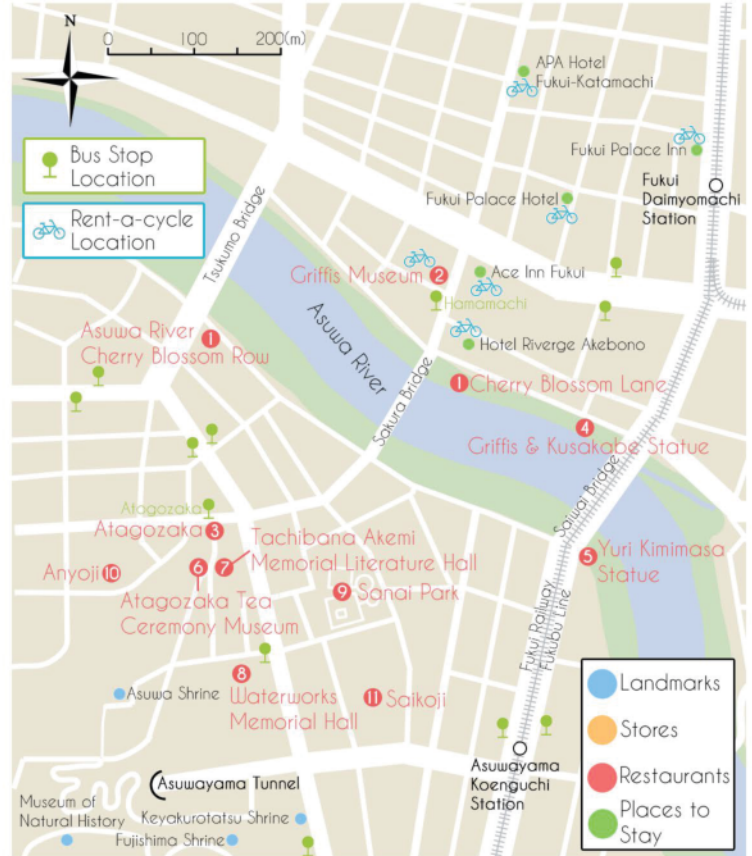 N
0 100 200(m)
APA Hotel
Fukui-Katamachi
Bus Stop
Location
Rent-a-cycle
Location
Fukui Palace Inn
Fukui
Daimyomachi
Station
Fukui Palace Hotel
Tsukumo Bridge
Griffis Museum 2
Ace Inn Fukui
Hamamachi
Asuwa River
1
Asuwa River
Cherry Blossom Row
Hotel Riverge Akebono
1 Cherry Blossom Lane
Sakura Bridge
4
Griffis & Kusakabe Statue
Saiwai Bridge
Atagozaka
Atagozaka 3
Tachibana Akemi
Memorial Literature Hall
5 Yuri Kimimasa
Statue
Anyoji 10
6 7
9 Sanai Park
Atagozaka Tea
Ceremony Museum
Fukui Railway
Fukubu Line
8
Waterworks
Memorial Hall
11 Saikoji
Asuwa Shrine
Landmarks
Stores
Restaurants
Places to
Stay
Asuwayama
Koenguchi
Station
Asuwayama Tunnel
Museum of
Natural History
Keyakurotatsu Shrine
Fujishima Shrine